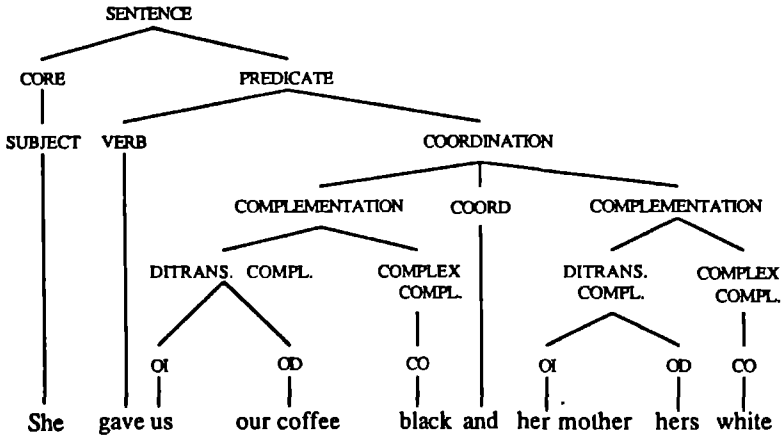 SENTENCE
CORE PREDICATE
SUBJECT VERB COORDINATION
COMPLEMENTATION COORD COMPLEMENTATION
DITRANS. COMPL. COMPLEX COMPL. DITRANS. COMPL. COMPLEX COMPL.
OI OD CO OI OD CO
She gave us our coffee black and her mother hers white